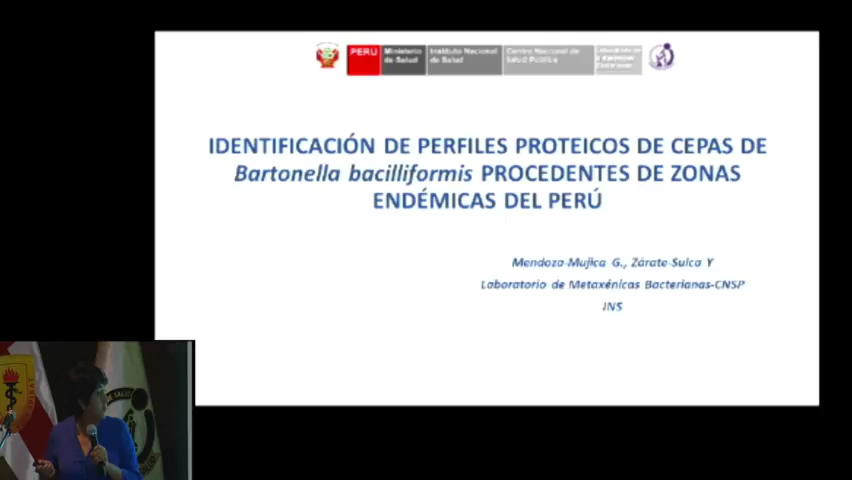 PERÚ
Ministerio
de Salud
Instituto Nacional
de Salud
Centro Nacional de
Salud Pública
IDENTIFICACIÓN DE PERFILES PROTEICOS DE CEPAS DE
Bartonella bacilliformis PROCEDENTES DE ZONAS
ENDÉMICAS DEL PERÚ
Mendoza-Mujica G., Zárate-Sulca Y
Laboratorio de Metaxénicas Bacterianas-CNSP
INS